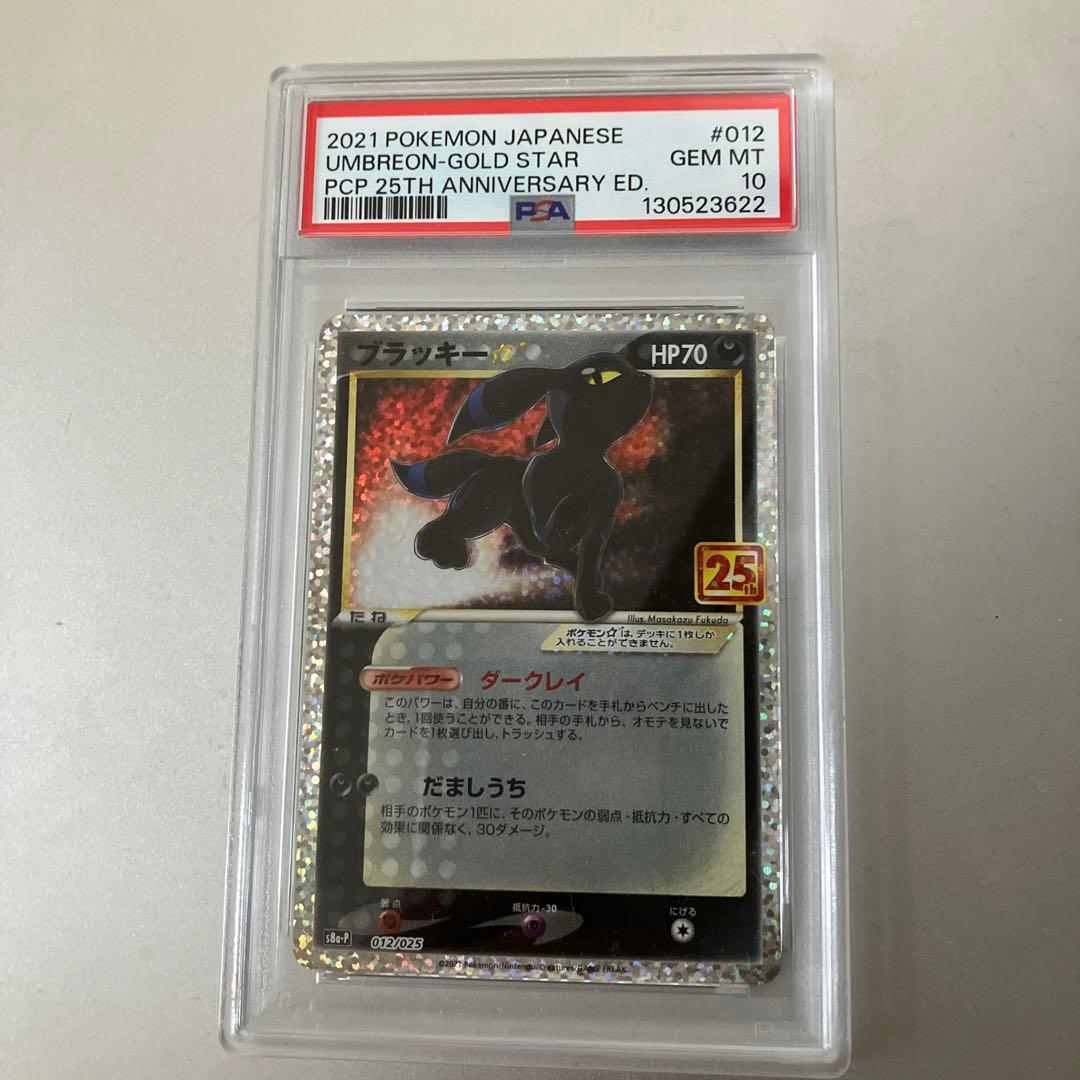 2021 POKEMON JAPANESE #012
UMBREON-GOLD STAR GEM MT
PCP 25TH ANNIVERSARY ED. 10
PSA 130523622
ブラッキー☆ HP70
25th
たね
Illus. Masakazu Fukuda
ポケモン☆は、デッキに1枚しか
入れることができません。
ポケパワー ダークレイ
このパワーは、自分の番に、このカードを手札からベンチに出した
とき、1回使うことができる。相手の手札から、オモテを見ないで
カードを1枚選び出し、トラッシュする。
だましうち
相手のポケモン1匹に、そのポケモンの弱点・抵抗力・すべての
効果に関係なく、30ダメージ。
弱点 抵抗力-30 にげる
s8a-P 012/025
©2021 Pokémon/Nintendo/Creatures/GAME FREAK.